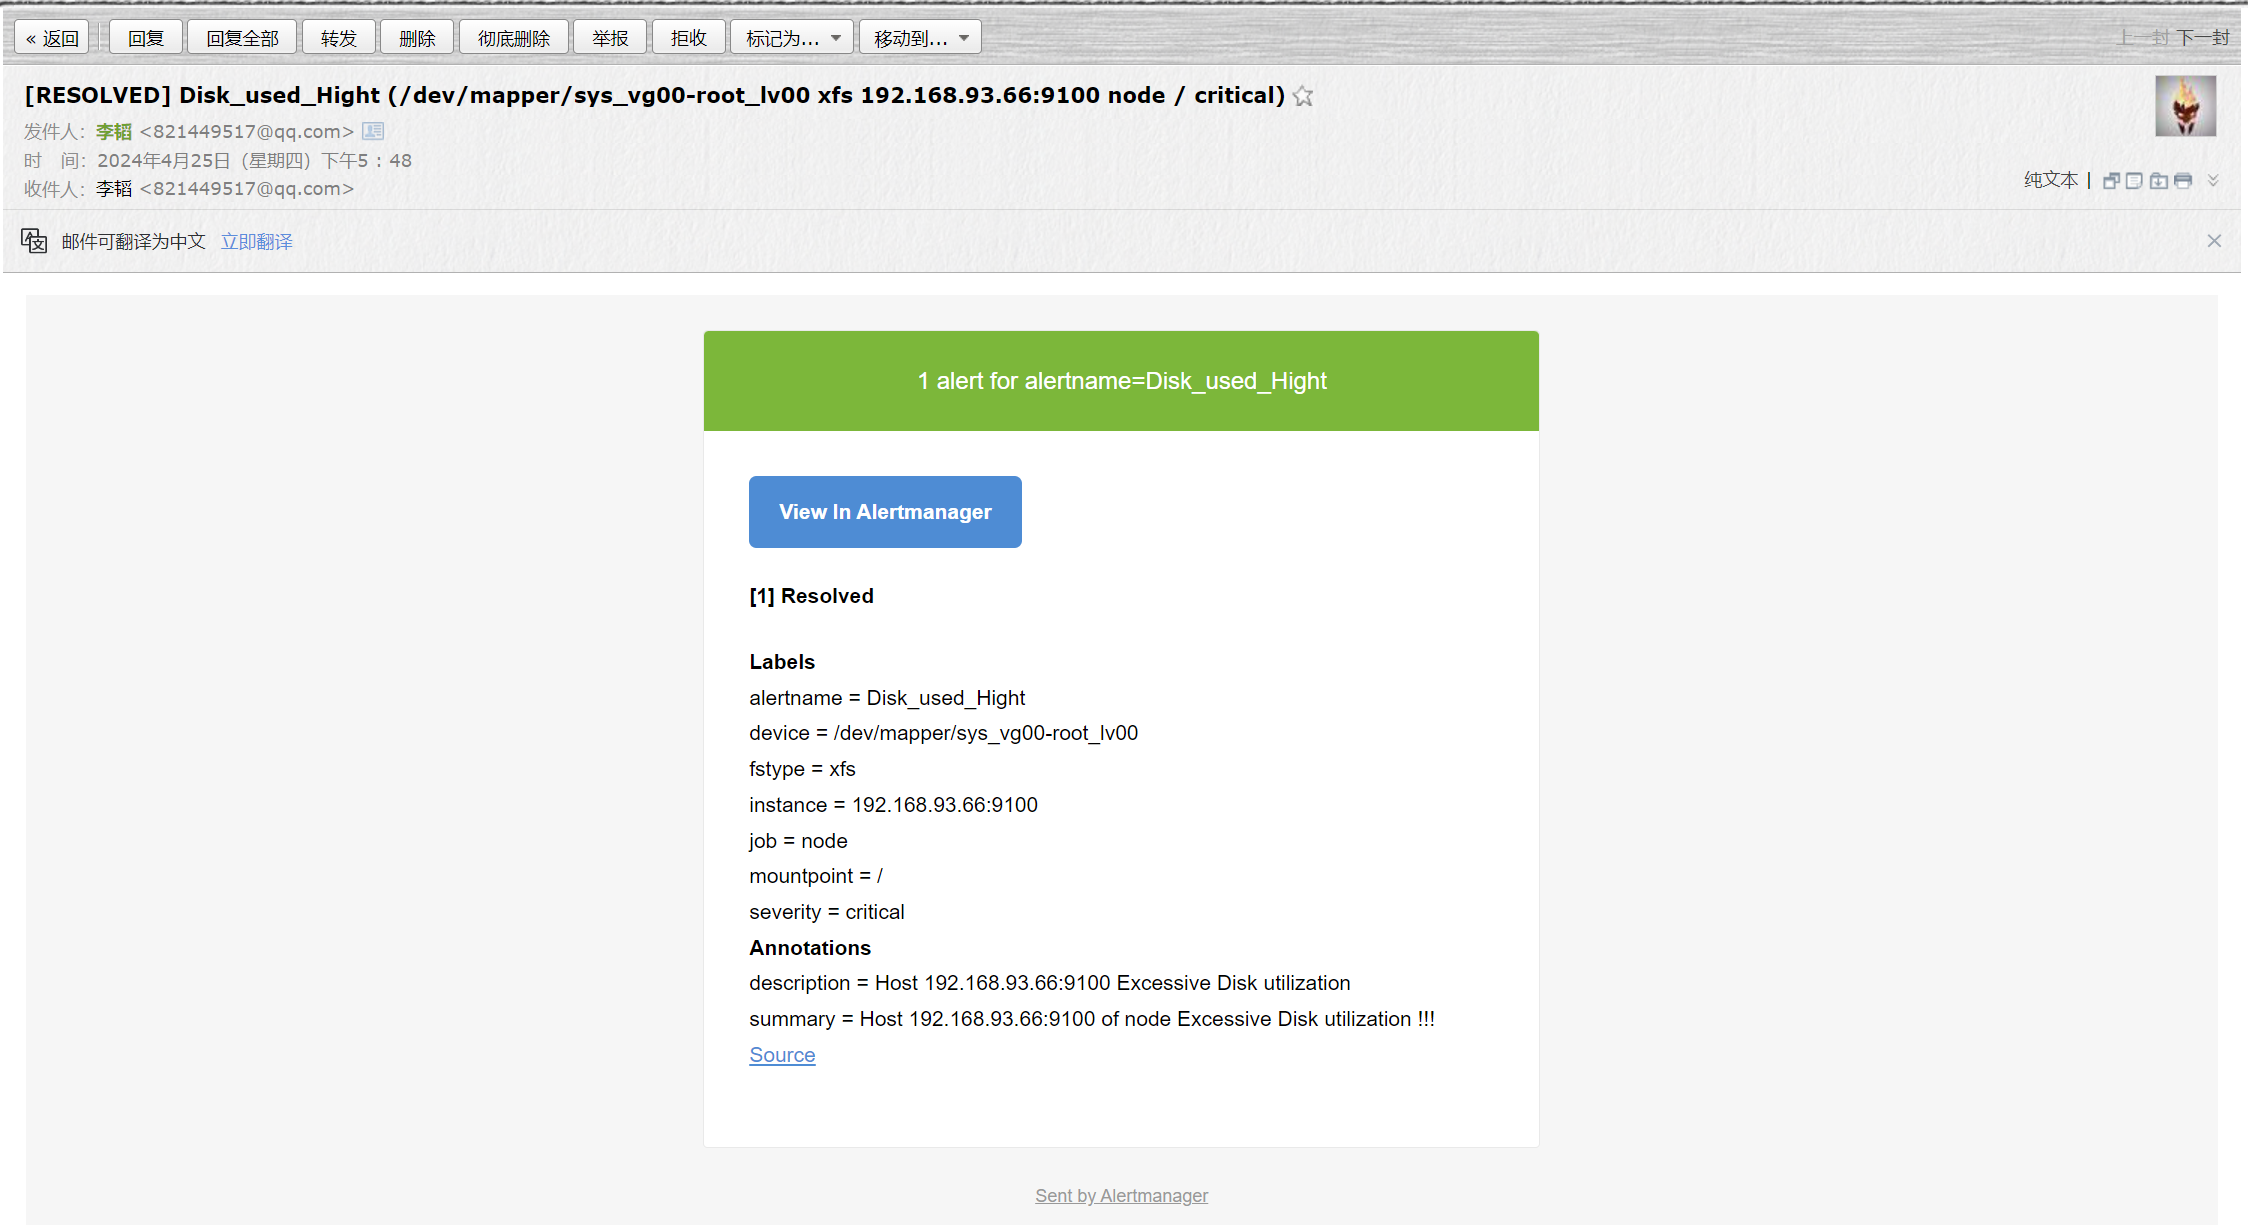 « 返回 回复 回复全部 转发 删除 彻底删除 举报 拒收 标记为... 移动到... 上一封 下一封
[RESOLVED] Disk_used_Hight (/dev/mapper/sys_vg00-root_lv00 xfs 192.168.93.66:9100 node / critical)
发件人：李韬 <821449517@qq.com>
时 间：2024年4月25日（星期四）下午5：48
收件人：李韬 <821449517@qq.com>
纯文本 |
邮件可翻译为中文 立即翻译
1 alert for alertname=Disk_used_Hight
View In Alertmanager
[1] Resolved
Labels
alertname = Disk_used_Hight
device = /dev/mapper/sys_vg00-root_lv00
fstype = xfs
instance = 192.168.93.66:9100
job = node
mountpoint = /
severity = critical
Annotations
description = Host 192.168.93.66:9100 Excessive Disk utilization
summary = Host 192.168.93.66:9100 of node Excessive Disk utilization !!!
Source
Sent by Alertmanager